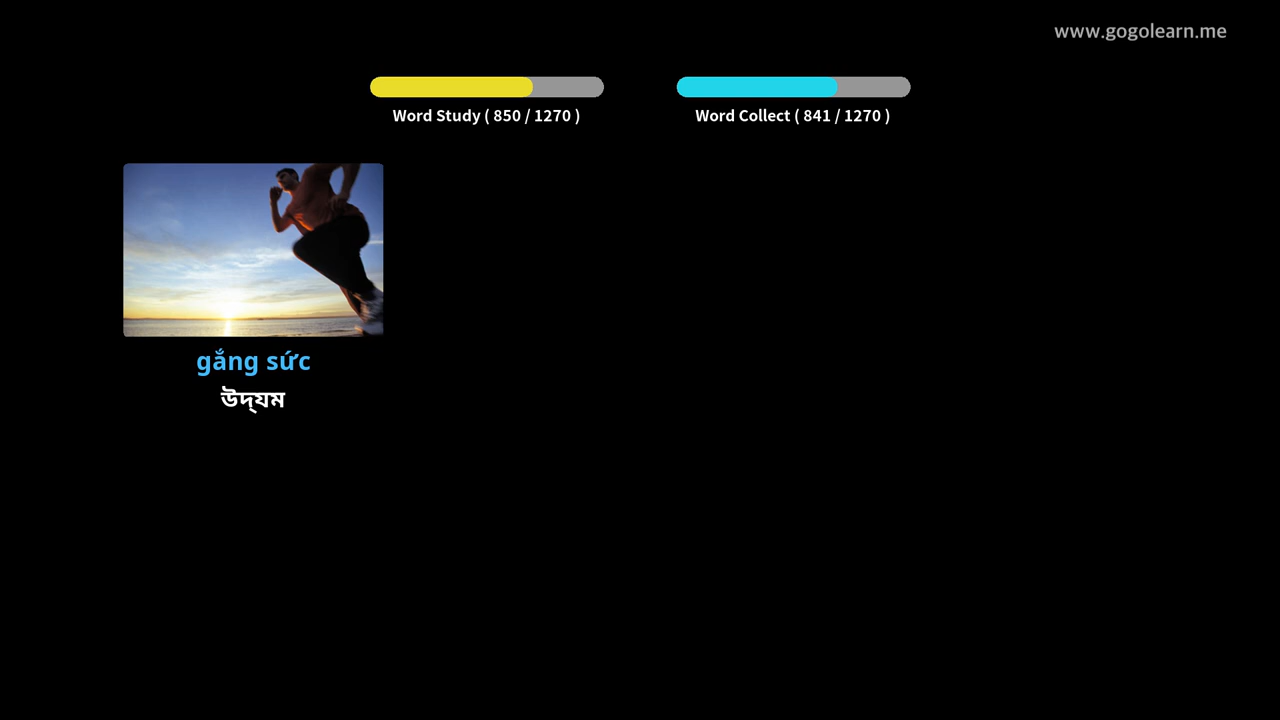 www.gogolearn.me
Word Study ( 850 / 1270 )
Word Collect ( 841 / 1270 )
gắng sức
উদ্‌যম